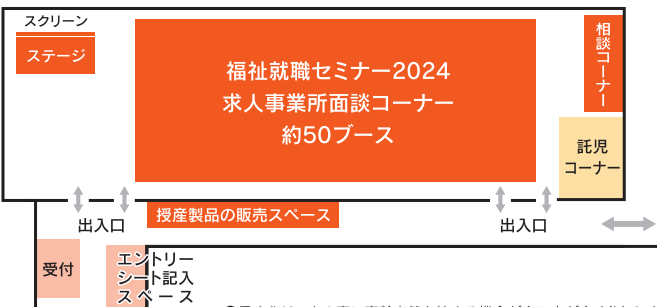 スクリーン
ステージ
福祉就職セミナー2024
求人事業所面談コーナー
約50ブース
相談コーナー
託児
コーナー
出入口
授産製品の販売スペース
出入口
受付
エントリー
シート記入
スペース